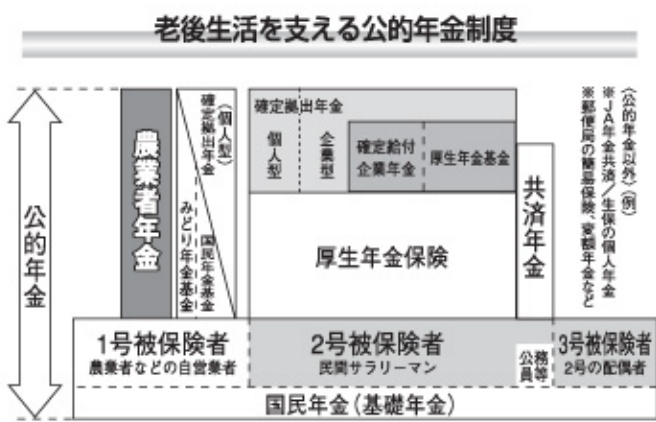 老後生活を支える公的年金制度
公的年金
農業者年金
確定拠出年金
（個人型）
みどり年金基金
国民年金基金
確定拠出年金
個人型
企業型
確定給付
企業年金
厚生年金基金
厚生年金保険
共済年金
（公的年金以外）（例）
※ＪＡ年金共済／生保の個人年金
※郵便局の簡易保険、変額年金など
1号被保険者
農業者などの自営業者
2号被保険者
民間サラリーマン
公務
員等
3号被保険者
2号の配偶者
国民年金（基礎年金）